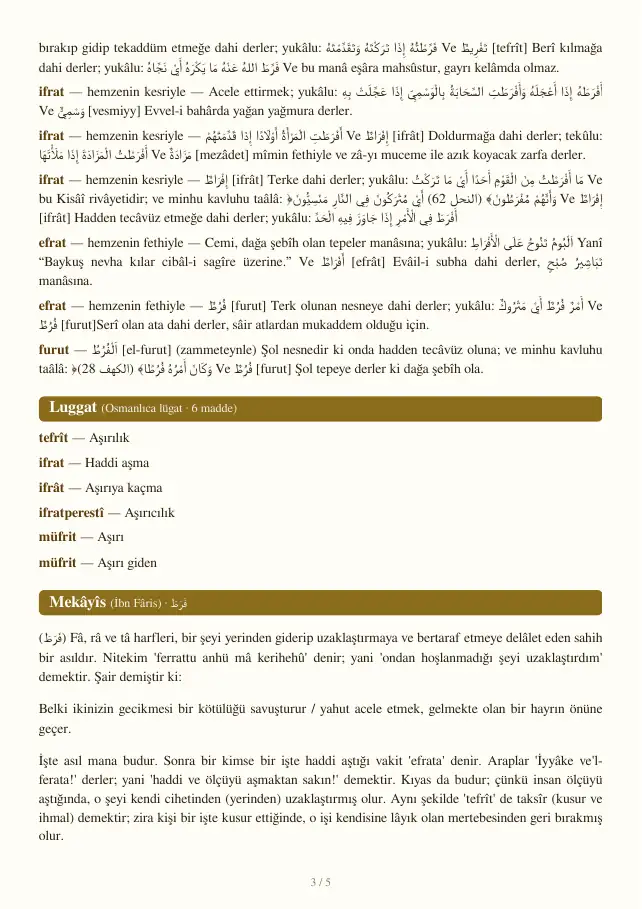 bırakıp gidip tekaddüm etmeğe dahi derler; yukâlu: فَرَّطْتُهُ إِذَا تَرَكْتَهُ وَتَقَدَّمْتَهُ Ve تَفْرِيطٌ [tefrît] Berî kılmağa
dahi derler; yukâlu: فَرَّطَ اللهُ عَنْهُ مَا يَكْرَهُ أَيْ نَجَّاهُ Ve bu manâ eşâra mahsûstur, gayrı kelâmda olmaz.
ifrat — hemzenin kesriyle — Acele ettirmek; yukâlu: أَفْرَطَهُ إِذَا أَعْجَلَهُ وَأَفْرَطَتِ السَّحَابَةُ بِالْوَسْمِيِّ إِذَا عَجَّلَتْ بِهِ
Ve وَسْمِيٌّ [vesmiyy] Evvel-i bahârda yağan yağmura derler.
ifrat — hemzenin kesriyle — أَفْرَطَتِ الْمَرْأَةُ أَوْلَادًا إِذَا قَدَّمَتْهُمْ Ve إِفْرَاطٌ [ifrât] Doldurmağa dahi derler; tekûlu:
أَفْرَطْتُ الْمَزَادَةَ إِذَا مَلَأْتَهَا Ve مَزَادَةٌ [mezâdet] mîmin fethiyle ve zâ-yı muceme ile azık koyacak zarfa derler.
ifrat — hemzenin kesriyle — إِفْرَاطٌ [ifrât] Terke dahi derler; yukâlu: مَا أَفْرَطْتُ مِنَ الْقَوْمِ أَحَدًا أَيْ مَا تَرَكْتُ Ve
bu Kisâî rivâyetidir; ve minhu kavluhu taâlâ: ﴿وَأَنَّهُمْ مُفْرَطُونَ﴾ (النحل 62) أَيْ مُتْرَكُونَ فِي النَّارِ مَنْسِيُّونَ Ve إِفْرَاطٌ
[ifrât] Hadden tecâvüz etmeğe dahi derler; yukâlu: أَفْرَطَ فِي الْأَمْرِ إِذَا جَاوَزَ فِيهِ الْحَدَّ
efrat — hemzenin fethiyle — Cemi, dağa şebîh olan tepeler manâsına; yukâlu: اَلْبُومُ تَنُوحُ عَلَى الْأَفْرَاطِ Yanî
“Baykuş nevha kılar cibâl-i sagîre üzerine.” Ve أَفْرَاطٌ [efrât] Evâil-i subha dahi derler, تَبَاشِيرُ صُبْحٍ
manâsına.
efrat — hemzenin fethiyle — فُرُطٌ [furut] Terk olunan nesneye dahi derler; yukâlu: أَمْرٌ فُرُطٌ أَيْ مَتْرُوكٌ Ve
فُرُطٌ [furut]Serî olan ata dahi derler, sâir atlardan mukaddem olduğu için.
furut — اَلْفُرُطُ [el-furut] (zammeteynle) Şol nesnedir ki onda hadden tecâvüz oluna; ve minhu kavluhu
taâlâ: ﴿وَكَانَ أَمْرُهُ فُرُطًا﴾ (الكهف 28) Ve فُرُطٌ [furut] Şol tepeye derler ki dağa şebîh ola.
Luggat (Osmanlıca lügat · 6 madde)
tefrît — Aşırılık
ifrat — Haddi aşma
ifrât — Aşırıya kaçma
ifratperestî — Aşırıcılık
müfrit — Aşırı
müfrit — Aşırı giden
Mekâyîs (İbn Fâris) · فَرَطَ
(فَرَطَ) Fâ, râ ve tâ harfleri, bir şeyi yerinden giderip uzaklaştırmaya ve bertaraf etmeye delâlet eden sahih
bir asıldır. Nitekim 'ferrattu anhü mâ kerihehû' denir; yani 'ondan hoşlanmadığı şeyi uzaklaştırdım'
demektir. Şair demiştir ki:
Belki ikinizin gecikmesi bir kötülüğü savuşturur / yahut acele etmek, gelmekte olan bir hayrın önüne
geçer.
İşte asıl mana budur. Sonra bir kimse bir işte haddi aştığı vakit 'efrata' denir. Araplar 'İyyâke ve'l-
ferata!' derler; yani 'haddi ve ölçüyü aşmaktan sakın!' demektir. Kıyas da budur; çünkü insan ölçüyü
aştığında, o şeyi kendi cihetinden (yerinden) uzaklaştırmış olur. Aynı şekilde 'tefrît' de taksîr (kusur ve
ihmal) demektir; zira kişi bir işte kusur ettiğinde, o işi kendisine lâyık olan mertebesinden geri bırakmış
olur.
3 / 5